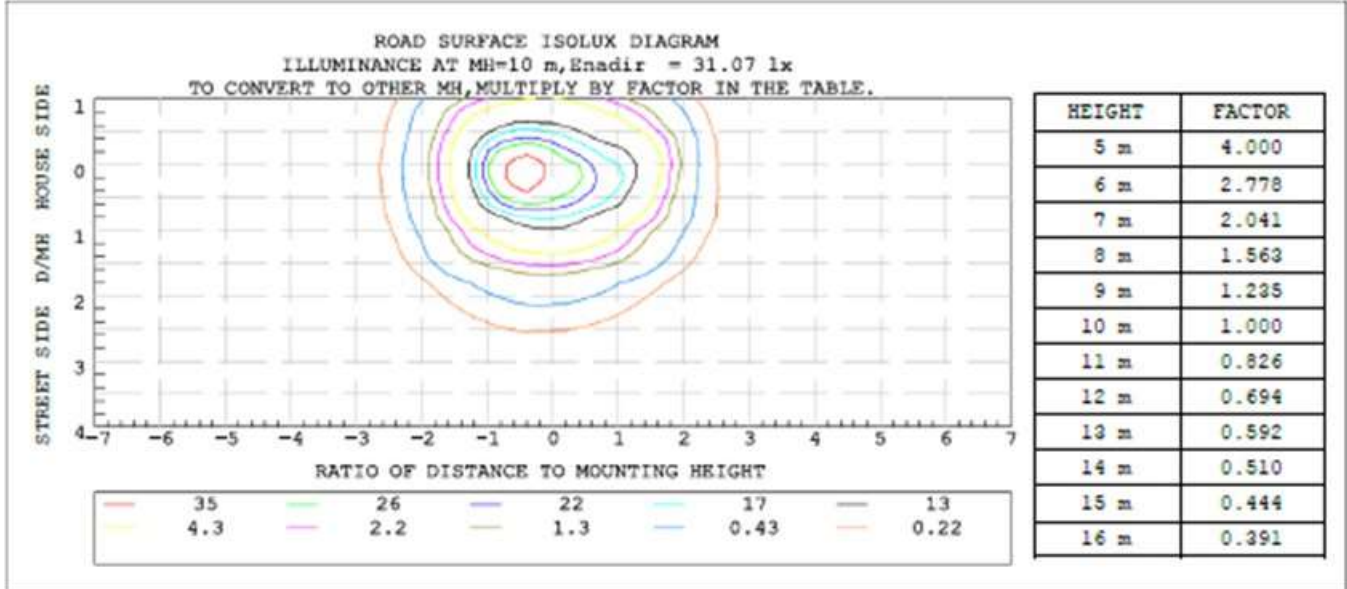 ROAD SURFACE ISOLUX DIAGRAM
ILLUMINANCE AT MH=10 m,Enadir = 31.07 lx
TO CONVERT TO OTHER MH,MULTIPLY BY FACTOR IN THE TABLE.
STREET SIDE D/MH HOUSE SIDE
1
0
1
2
3
4
-7 -6 -5 -4 -3 -2 -1 0 1 2 3 4 5 6 7
RATIO OF DISTANCE TO MOUNTING HEIGHT
35 26 22 17 13
4.3 2.2 1.3 0.43 0.22
HEIGHT FACTOR
5 m 4.000
6 m 2.778
7 m 2.041
8 m 1.563
9 m 1.235
10 m 1.000
11 m 0.826
12 m 0.694
13 m 0.592
14 m 0.510
15 m 0.444
16 m 0.391